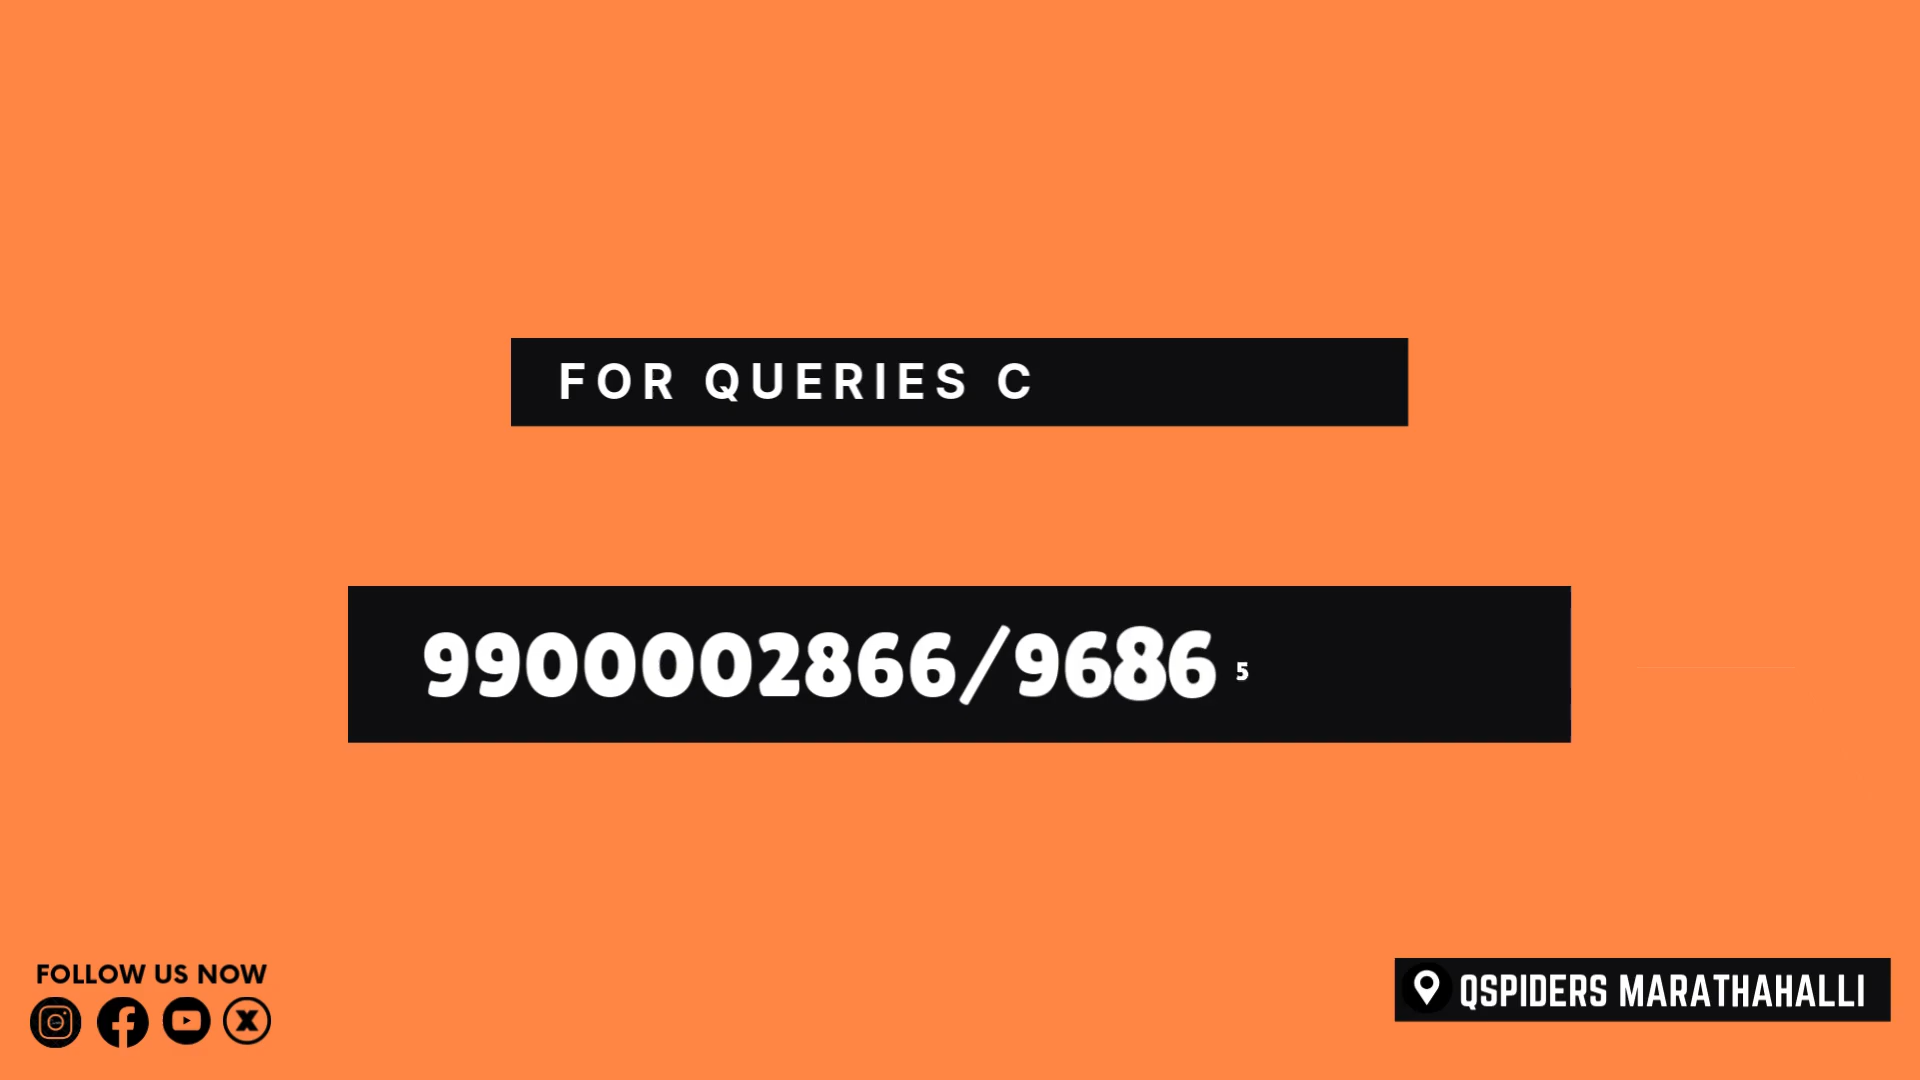 FOR QUERIES C
9900002866/9686 5
FOLLOW US NOW
QSPIDERS MARATHAHALLI